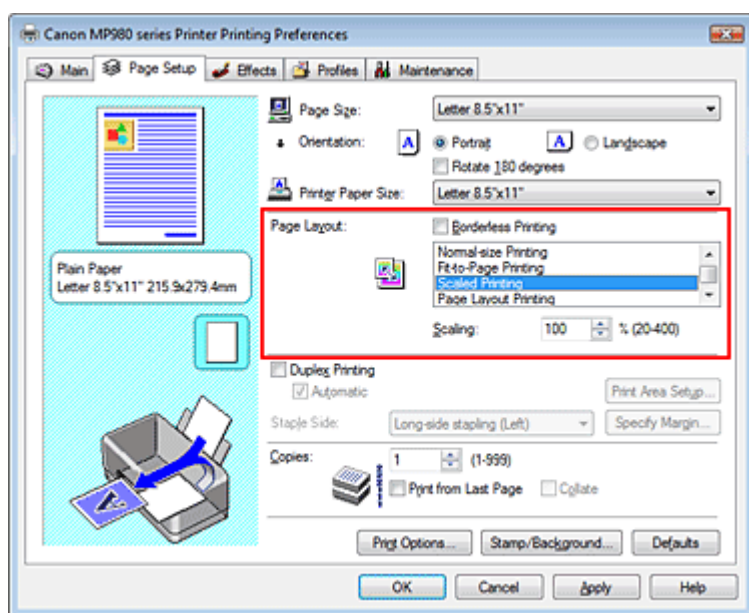 Canon MP980 series Printer Printing Preferences
Main Page Setup Effects Profiles Maintenance
Page Size: Letter 8.5"x11"
Orientation: A Portrait A Landscape
Rotate 180 degrees
Printer Paper Size: Letter 8.5"x11"
Page Layout: Borderless Printing
Normal-size Printing
Fit-to-Page Printing
Scaled Printing
Page Layout Printing
Scaling: 100 % (20-400)
Plain Paper
Letter 8.5"x11" 215.9x279.4mm
Duplex Printing
Automatic Print Area Setup...
Staple Side: Long-side stapling (Left) Specify Margin...
Copies: 1 (1-999)
Print from Last Page Collate
A
Print Options... Stamp/Background... Defaults
OK Cancel Apply Help